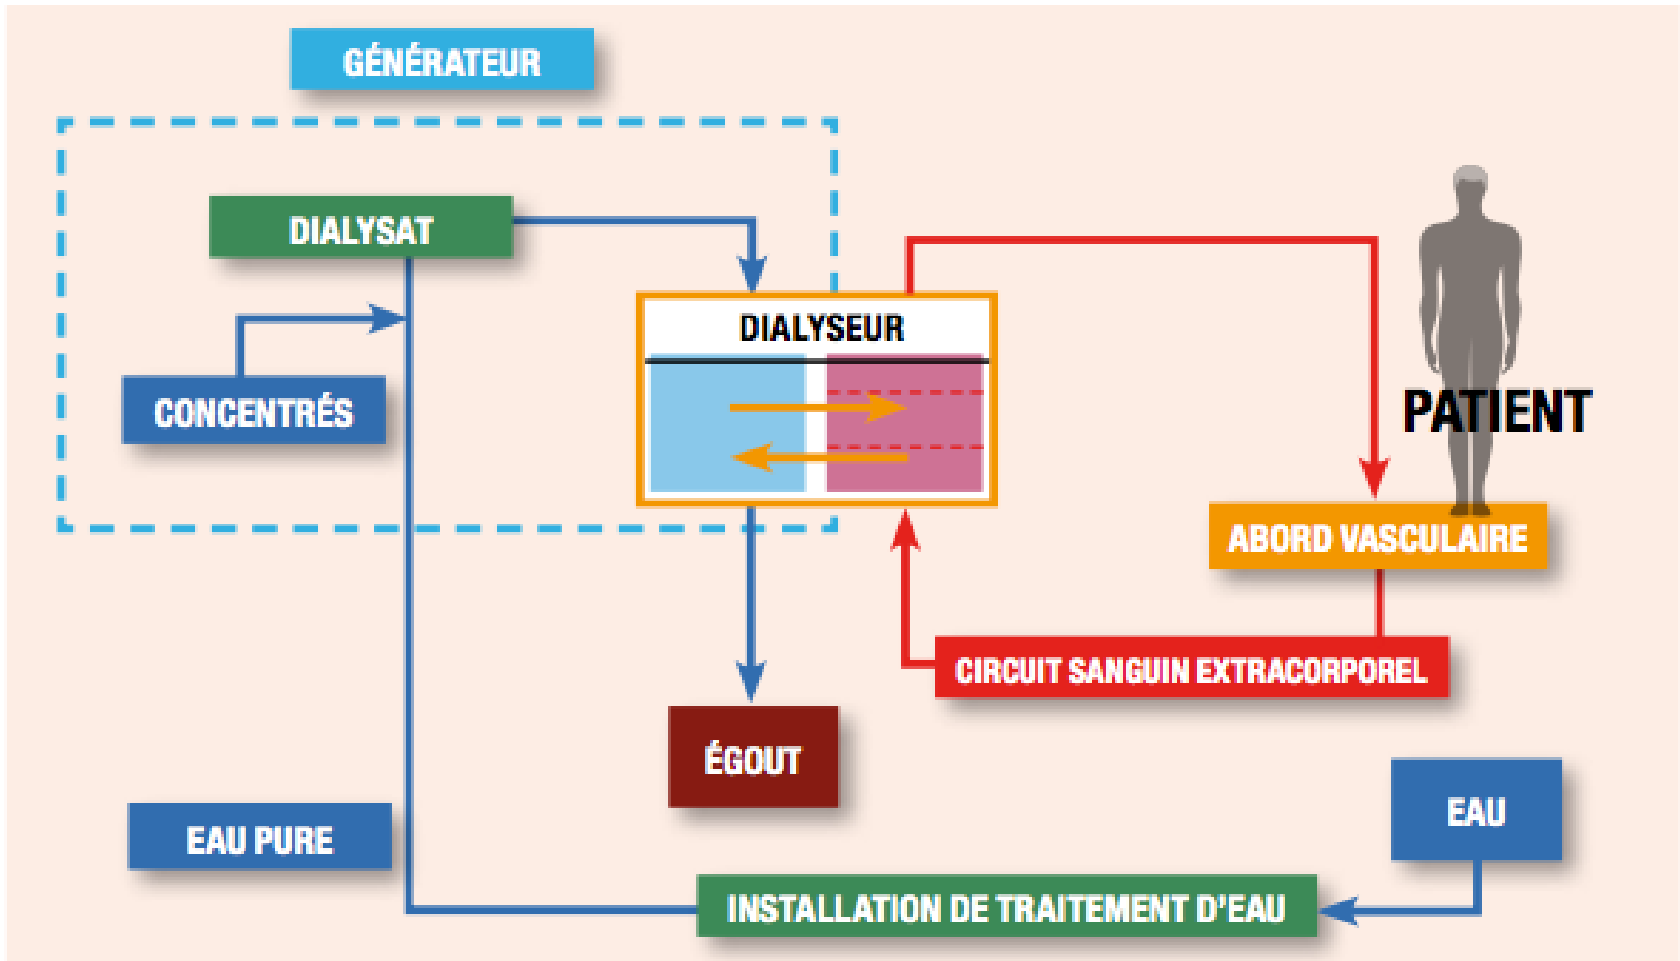 GÉNÉRATEUR
DIALYSAT
DIALYSEUR
CONCENTRÉS
PATIENT
ABORD VASCULAIRE
CIRCUIT SANGUIN EXTRACORPOREL
ÉGOUT
EAU
EAU PURE
INSTALLATION DE TRAITEMENT D'EAU